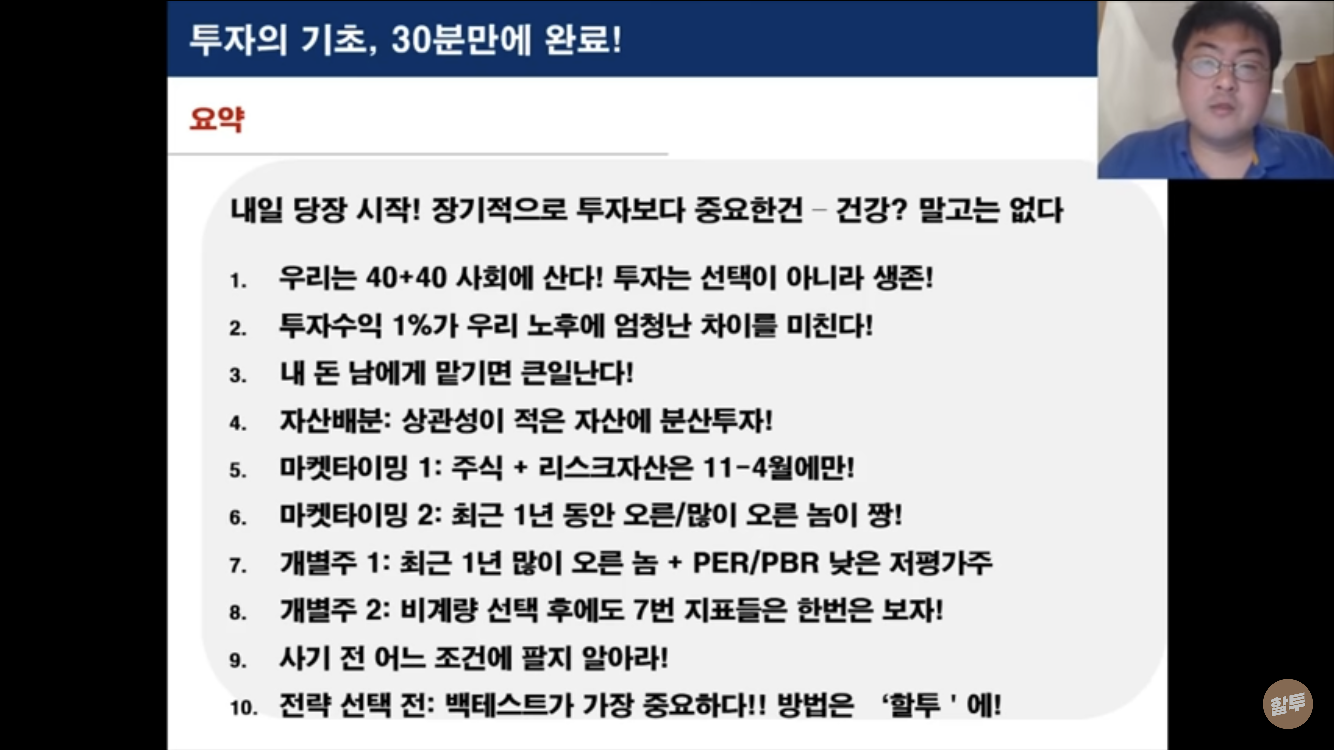 투자의 기초, 30분만에 완료!
요약
내일 당장 시작! 장기적으로 투자보다 중요한건 – 건강? 말고는 없다
1. 우리는 40+40 사회에 산다! 투자는 선택이 아니라 생존!
2. 투자수익 1%가 우리 노후에 엄청난 차이를 미친다!
3. 내 돈 남에게 맡기면 큰일난다!
4. 자산배분: 상관성이 적은 자산에 분산투자!
5. 마켓타이밍 1: 주식 + 리스크자산은 11-4월에만!
6. 마켓타이밍 2: 최근 1년 동안 오른/많이 오른 놈이 짱!
7. 개별주 1: 최근 1년 많이 오른 놈 + PER/PBR 낮은 저평가주
8. 개별주 2: 비계량 선택 후에도 7번 지표들은 한번은 보자!
9. 사기 전 어느 조건에 팔지 알아라!
10. 전략 선택 전: 백테스트가 가장 중요하다!! 방법은 ‘할투 ' 에!
할투